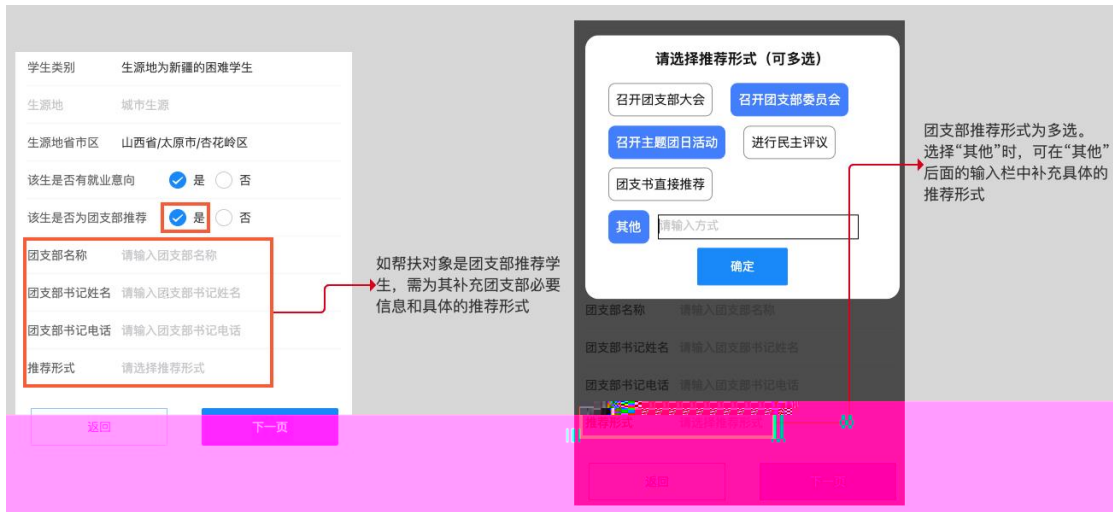 学生类别 生源地为新疆的困难学生
生源地 城市生源
生源地省市区 山西省/太原市/杏花岭区
该生是否有就业意向 是 否
该生是否为团支部推荐 是 否
团支部名称 请输入团支部名称
团支部书记姓名 请输入团支部书记姓名
团支部书记电话 请输入团支部书记电话
推荐形式 请选择推荐形式
返回 下一页
如帮扶对象是团支部推荐学
生，需为其补充团支部必要
信息和具体的推荐形式
请选择推荐形式（可多选）
召开团支部大会 召开团支部委员会
召开主题团日活动 进行民主评议
团支书直接推荐
其他 请输入方式
确定
团支部名称 请输入团支部名称
团支部书记姓名 请输入团支部书记姓名
团支部书记电话 请输入团支部书记电话
推荐形式 请选择推荐形式
返回 下一页
团支部推荐形式为多选。
选择“其他”时，可在“其他”
后面的输入栏中补充具体的
推荐形式